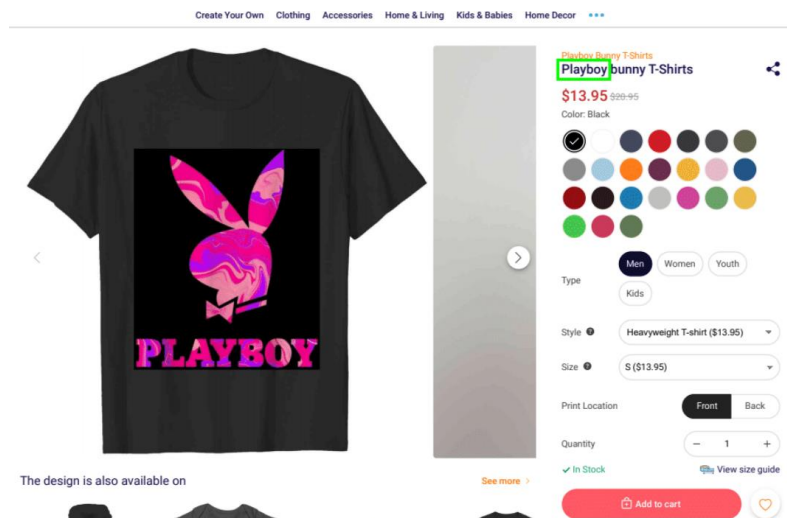 Create Your Own Clothing Accessories Home & Living Kids & Babies Home Decor
Playboy Bunny T-Shirts
Playboy bunny T-Shirts
$13.95 $20.95
Color: Black
PLAYBOY
Type
Men Women Youth
Kids
Style Heavyweight T-shirt ($13.95)
Size S ($13.95)
Print Location Front Back
Quantity - 1 +
In Stock View size guide
The design is also available on See more
Add to cart